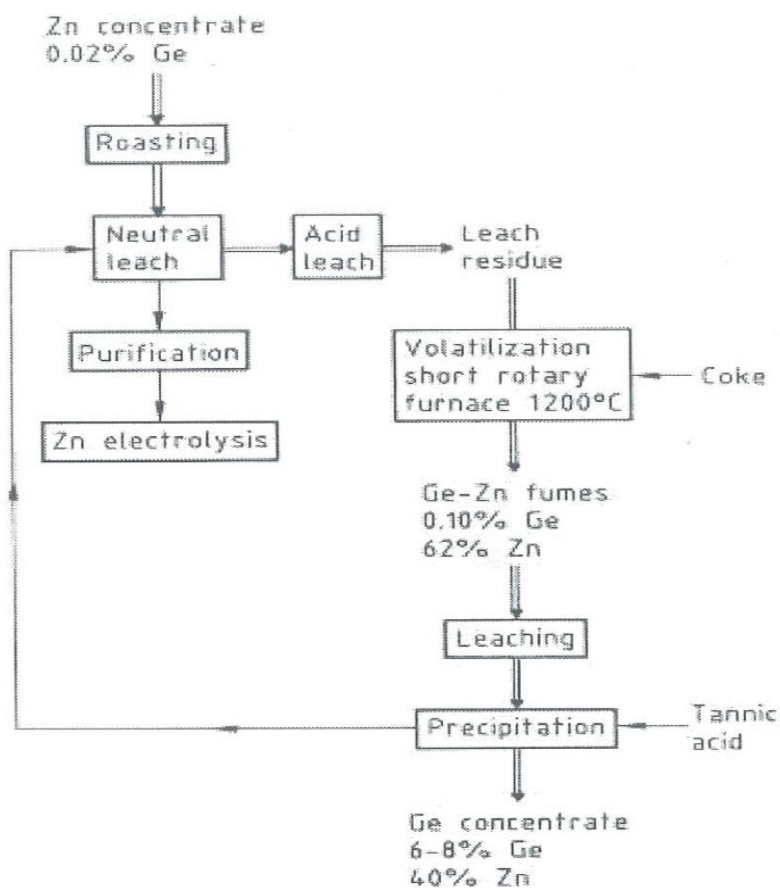 Zn concentrate
0.02% Ge
Roasting
Neutral
leach
Acid
leach
Leach
residue
Purification
Volatilization
short rotary
furnace 1200°C
Coke
Zn electrolysis
Ge-Zn fumes
0.10% Ge
62% Zn
Leaching
Precipitation
Tannic
acid
Ge concentrate
6-8% Ge
40% Zn